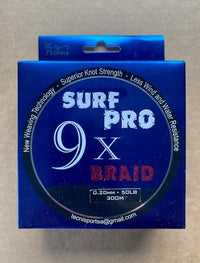 New Weaving Technology - Superior Knot Strength - Less Wind and Water Resistance
SURF
PRO
9x
BRAID
0.30mm • 50LB
300M
tecnisportsa@gmail.com